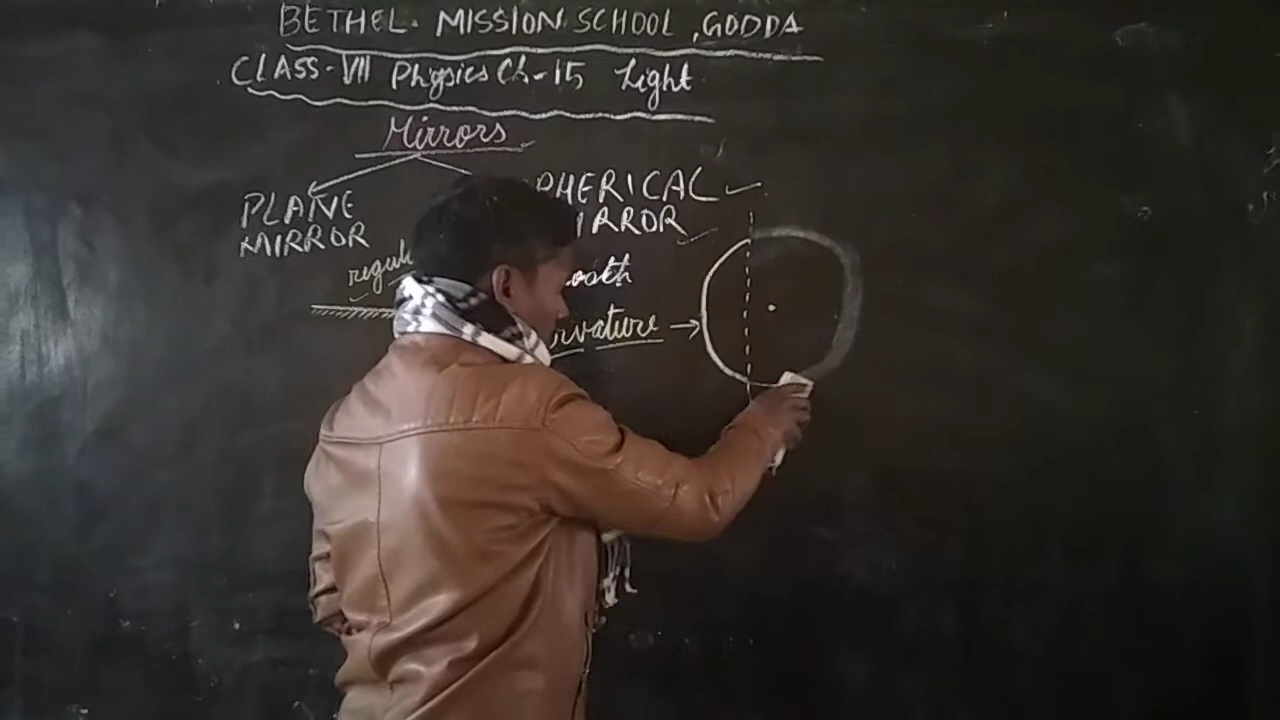 BETHEL. MISSION SCHOOL, GODDA
CLASS-VII Physics Ch-15 Light
Mirrors
PLANE
MIRROR
PHERICAL
IRROR
regul
ooth
rvature